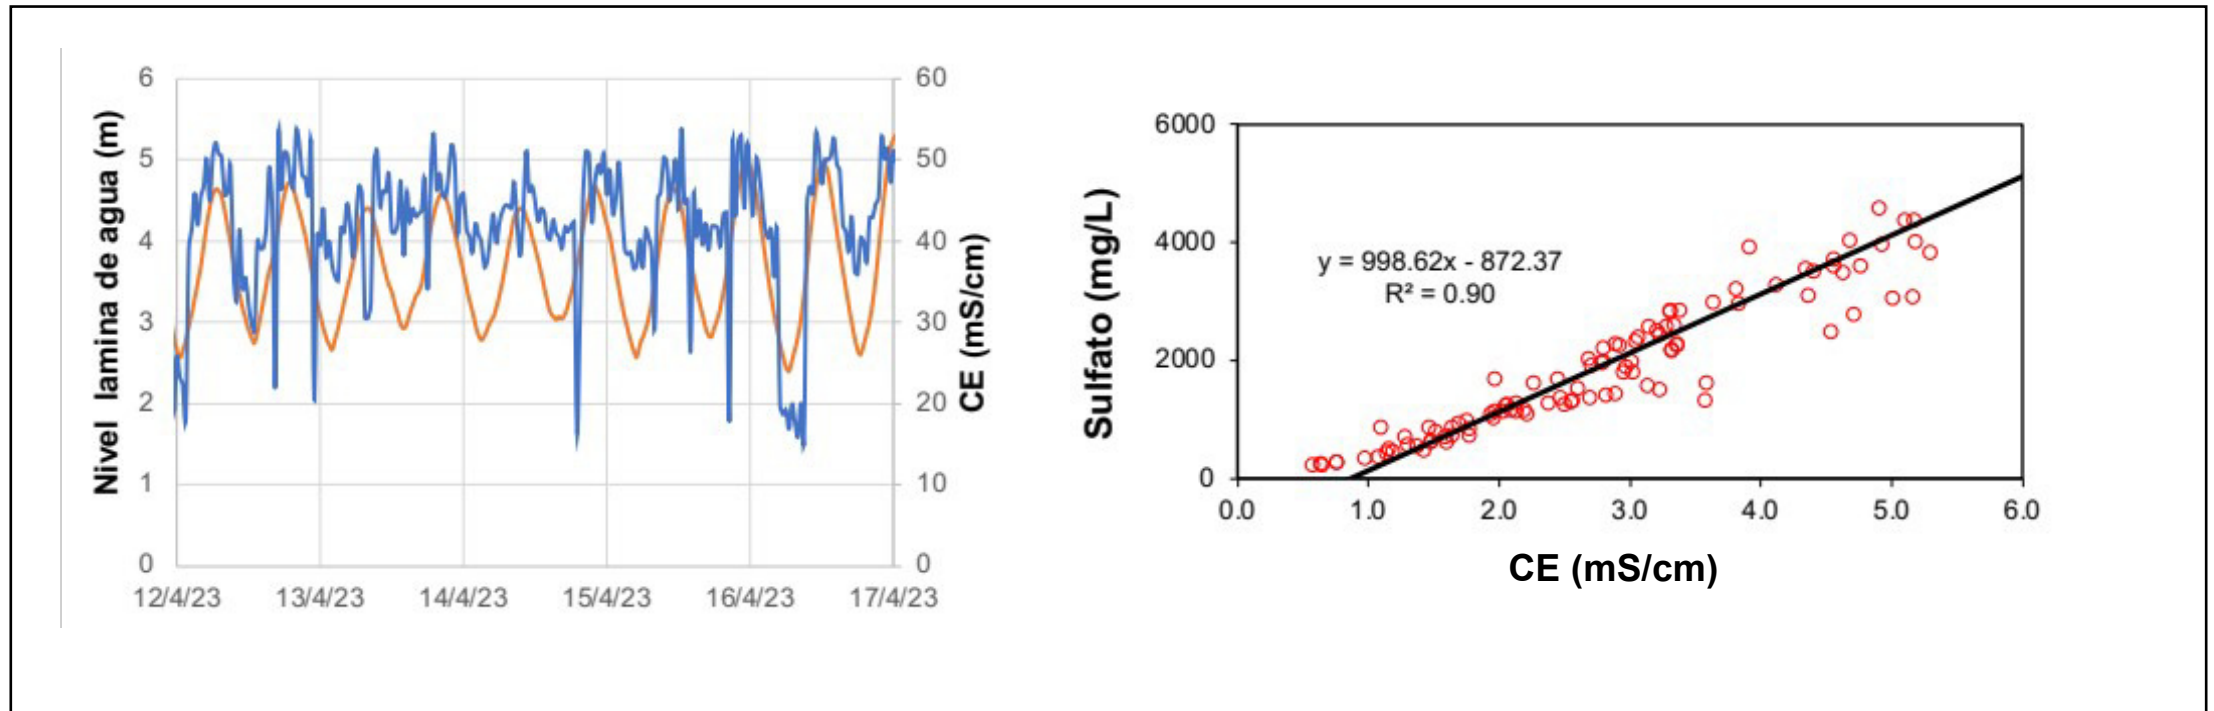 Nivel lamina de agua (m)
6
5
4
3
2
1
0
60
50
40
30
20
10
0
CE (mS/cm)
12/4/23 13/4/23 14/4/23 15/4/23 16/4/23 17/4/23
Sulfato (mg/L)
6000
4000
2000
0
y = 998.62x - 872.37
R² = 0.90
0.0 1.0 2.0 3.0 4.0 5.0 6.0
CE (mS/cm)